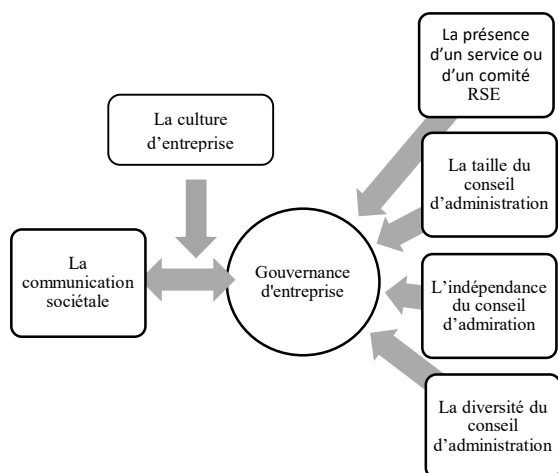 La présence
d'un service ou
d'un comité
RSE
La culture
d'entreprise
La taille du
conseil
d'administration
La
communication
sociétale
Gouvernance
d'entreprise
L'indépendance
du conseil
d'admiration
La diversité du
conseil
d'administration